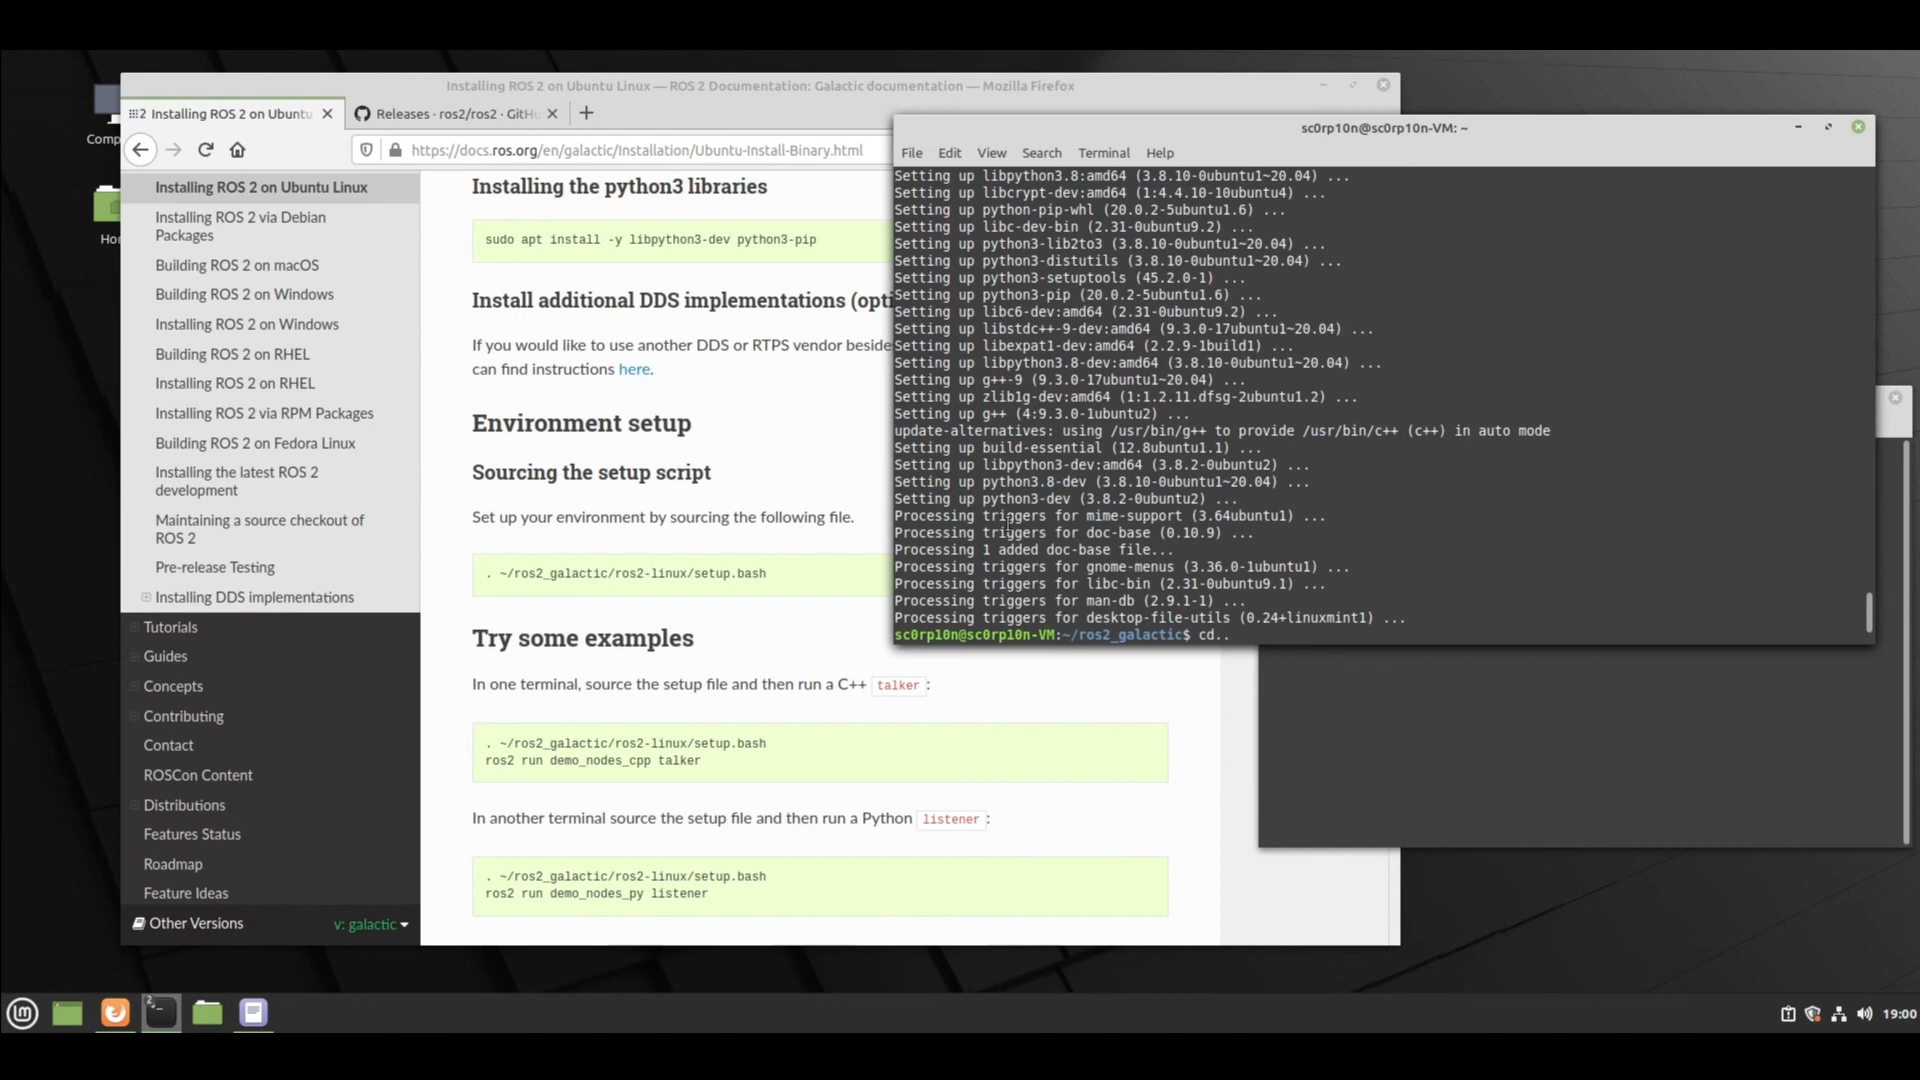 Comp
Hor
Installing ROS 2 on Ubuntu Linux — ROS 2 Documentation: Galactic documentation — Mozilla Firefox
Installing ROS 2 on Ubuntu
Releases · ros2/ros2 · GitHu
https://docs.ros.org/en/galactic/Installation/Ubuntu-Install-Binary.html
Installing ROS 2 on Ubuntu Linux
Installing ROS 2 via Debian
Packages
Building ROS 2 on macOS
Building ROS 2 on Windows
Installing ROS 2 on Windows
Building ROS 2 on RHEL
Installing ROS 2 on RHEL
Installing ROS 2 via RPM Packages
Building ROS 2 on Fedora Linux
Installing the latest ROS 2
development
Maintaining a source checkout of
ROS 2
Pre-release Testing
Installing DDS implementations
Tutorials
Guides
Concepts
Contributing
Contact
ROSCon Content
Distributions
Features Status
Roadmap
Feature Ideas
Other Versions v: galactic
Installing the python3 libraries
sudo apt install -y libpython3-dev python3-pip
Install additional DDS implementations (opti
If you would like to use another DDS or RTPS vendor beside
can find instructions here.
Environment setup
Sourcing the setup script
Set up your environment by sourcing the following file.
. ~/ros2_galactic/ros2-linux/setup.bash
Try some examples
In one terminal, source the setup file and then run a C++ talker:
. ~/ros2_galactic/ros2-linux/setup.bash
ros2 run demo_nodes_cpp talker
In another terminal source the setup file and then run a Python listener:
. ~/ros2_galactic/ros2-linux/setup.bash
ros2 run demo_nodes_py listener
sc0rp10n@sc0rp10n-VM: ~
File Edit View Search Terminal Help
Setting up libpython3.8:amd64 (3.8.10-0ubuntu1~20.04) ...
Setting up libcrypt-dev:amd64 (1:4.4.10-10ubuntu4) ...
Setting up python-pip-whl (20.0.2-5ubuntu1.6) ...
Setting up libc-dev-bin (2.31-0ubuntu9.2) ...
Setting up python3-lib2to3 (3.8.10-0ubuntu1~20.04) ...
Setting up python3-distutils (3.8.10-0ubuntu1~20.04) ...
Setting up python3-setuptools (45.2.0-1) ...
Setting up python3-pip (20.0.2-5ubuntu1.6) ...
Setting up libc6-dev:amd64 (2.31-0ubuntu9.2) ...
Setting up libstdc++-9-dev:amd64 (9.3.0-17ubuntu1~20.04) ...
Setting up libexpat1-dev:amd64 (2.2.9-1build1) ...
Setting up libpython3.8-dev:amd64 (3.8.10-0ubuntu1~20.04) ...
Setting up g++-9 (9.3.0-17ubuntu1~20.04) ...
Setting up zlib1g-dev:amd64 (1:1.2.11.dfsg-2ubuntu1.2) ...
Setting up g++ (4:9.3.0-1ubuntu2) ...
update-alternatives: using /usr/bin/g++ to provide /usr/bin/c++ (c++) in auto mode
Setting up build-essential (12.8ubuntu1.1) ...
Setting up libpython3-dev:amd64 (3.8.2-0ubuntu2) ...
Setting up python3.8-dev (3.8.10-0ubuntu1~20.04) ...
Setting up python3-dev (3.8.2-0ubuntu2) ...
Processing triggers for mime-support (3.64ubuntu1) ...
Processing triggers for doc-base (0.10.9) ...
Processing 1 added doc-base file...
Processing triggers for gnome-menus (3.36.0-1ubuntu1) ...
Processing triggers for libc-bin (2.31-0ubuntu9.1) ...
Processing triggers for man-db (2.9.1-1) ...
Processing triggers for desktop-file-utils (0.24+linuxmint1) ...
sc0rp10n@sc0rp10n-VM:~/ros2_galactic$ cd..
2
19:00